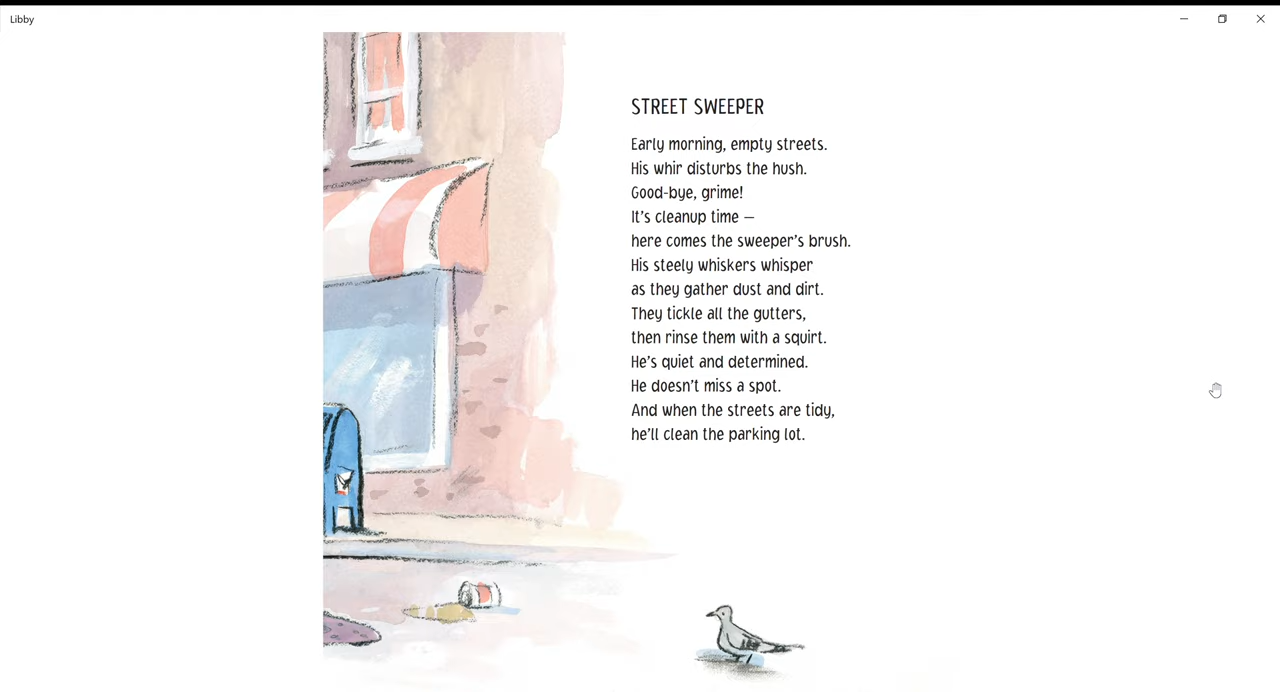 Libby
STREET SWEEPER
Early morning, empty streets.
His whir disturbs the hush.
Good-bye, grime!
It's cleanup time —
here comes the sweeper's brush.
His steely whiskers whisper
as they gather dust and dirt.
They tickle all the gutters,
then rinse them with a squirt.
He's quiet and determined.
He doesn't miss a spot.
And when the streets are tidy,
he'll clean the parking lot.